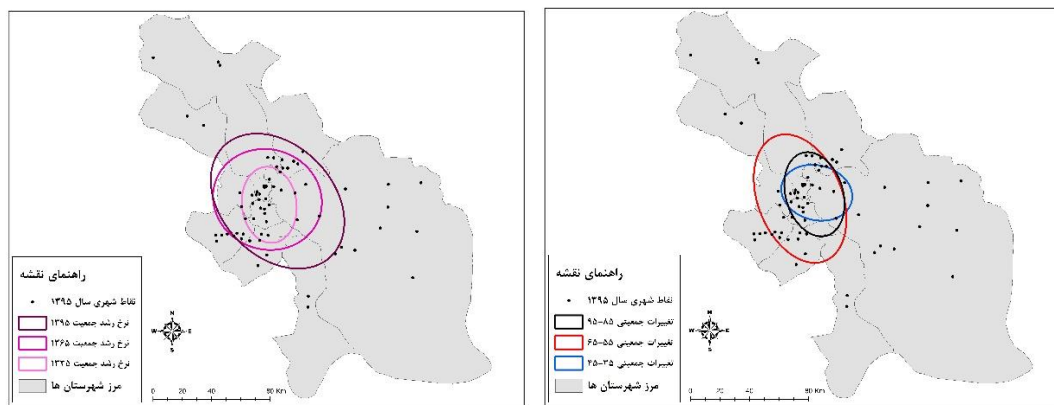 راهنمای نقشه
نقاط شهری سال ۱۳۹۵
نرخ رشد جمعیت ۱۳۹۵
نرخ رشد جمعیت ۱۳۶۵
نرخ رشد جمعیت ۱۳۳۵
مرز شهرستان ها
N
W E
S
0 20 40 80 Km
راهنمای نقشه
نقاط شهری سال ۱۳۹۵
تغییرات جمعیتی ۸۵-۹۵
تغییرات جمعیتی ۵۵-۶۵
تغییرات جمعیتی ۳۵-۴۵
مرز شهرستان ها
N
W E
S
0 20 40 80 Km